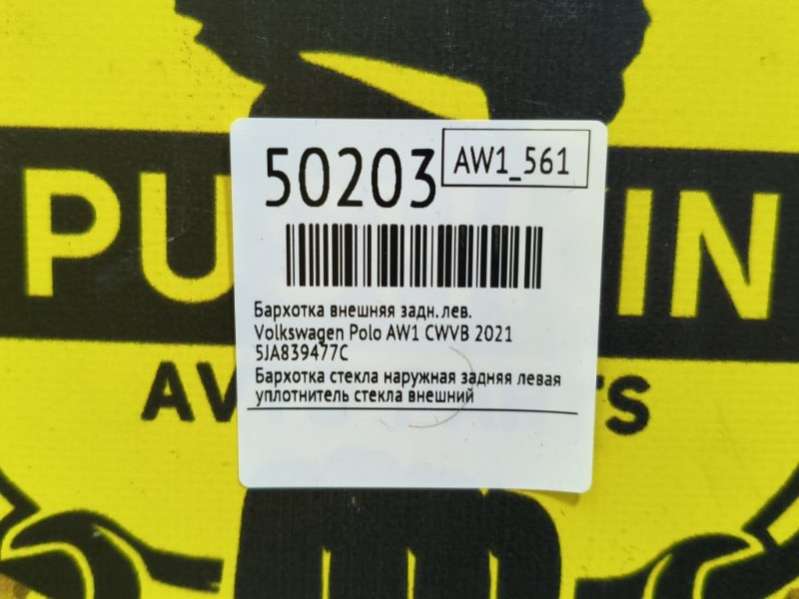 50203
AW1_561
Бархотка внешняя задн. лев.
Volkswagen Polo AW1 CWVB 2021
5JA839477C
Бархотка стекла наружная задняя левая
уплотнитель стекла внешний
PU IN
AV TS